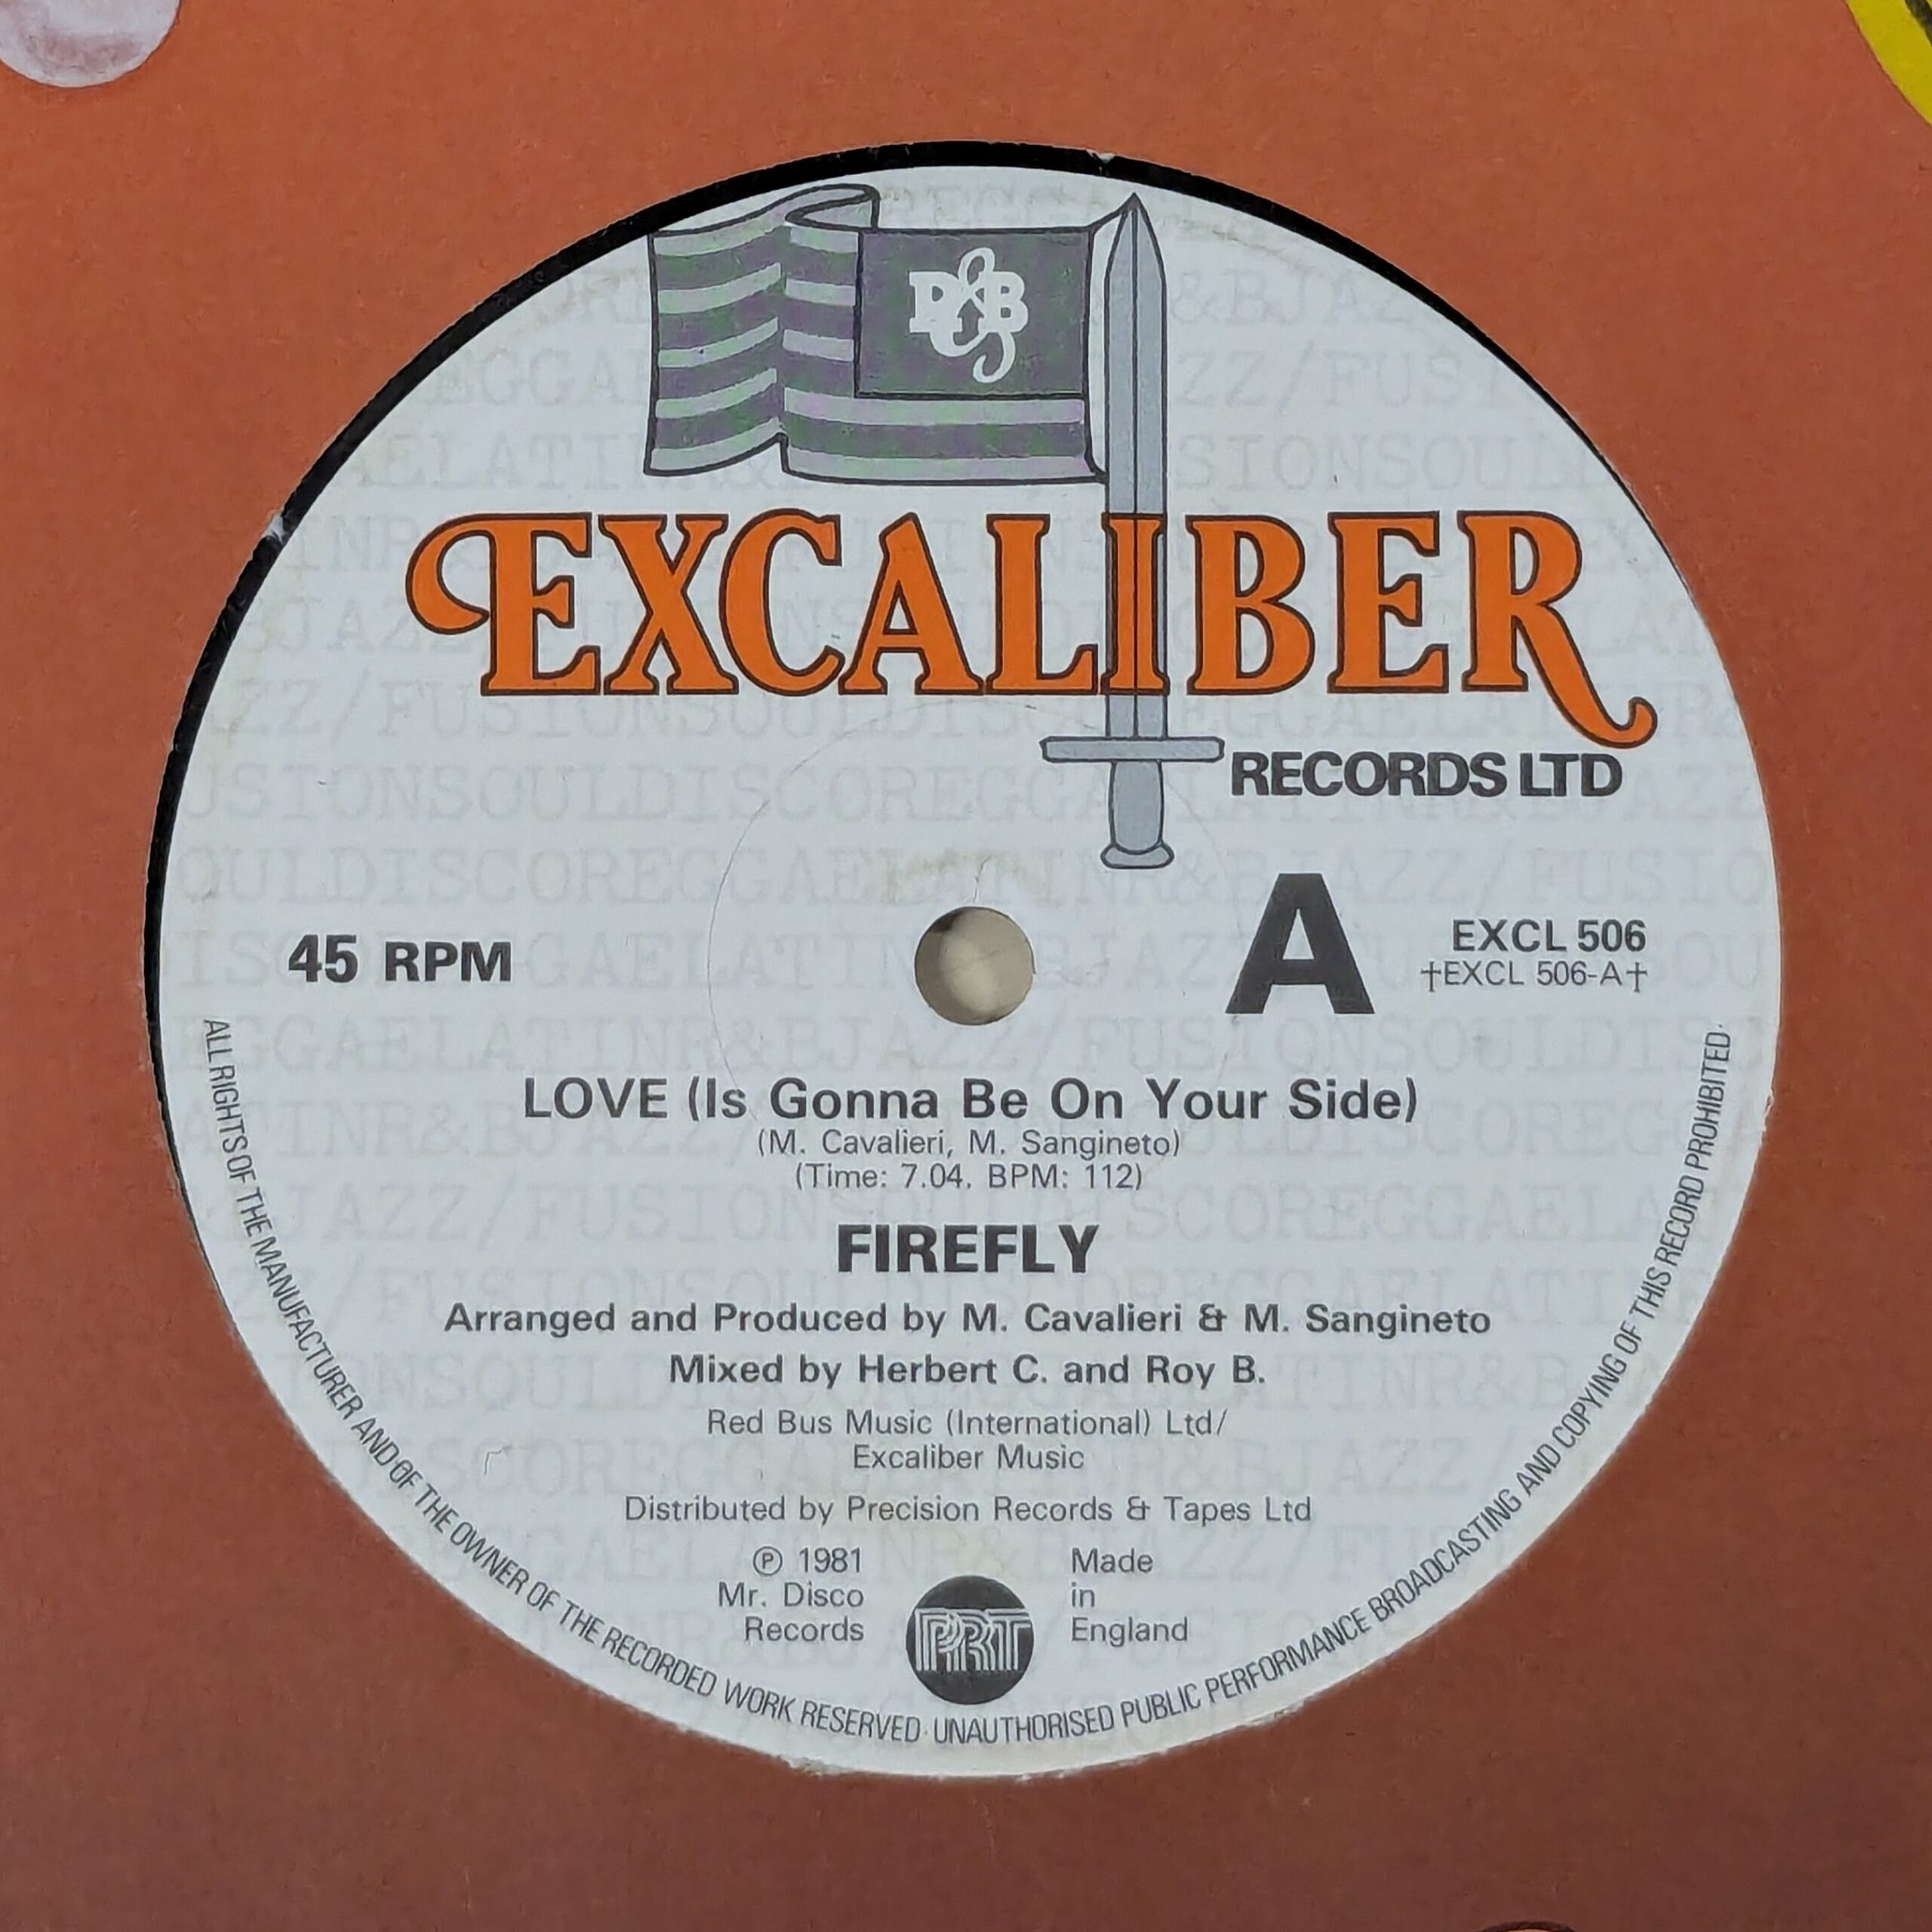 R&B
EXCALIBER
RECORDS LTD
45 RPM
A
EXCL 506
†EXCL 506-A†
LOVE (Is Gonna Be On Your Side)
(M. Cavalieri, M. Sangineto)
(Time: 7.04. BPM: 112)
FIREFLY
Arranged and Produced by M. Cavalieri & M. Sangineto
Mixed by Herbert C. and Roy B.
Red Bus Music (International) Ltd/
Excaliber Music
Distributed by Precision Records & Tapes Ltd
℗ 1981
Mr. Disco
Records
PRT
Made
in
England
ALL RIGHTS OF THE MANUFACTURER AND OF THE OWNER OF THE RECORDED WORK RESERVED · UNAUTHORISED PUBLIC PERFORMANCE BROADCASTING AND COPYING OF THIS RECORD PROHIBITED·